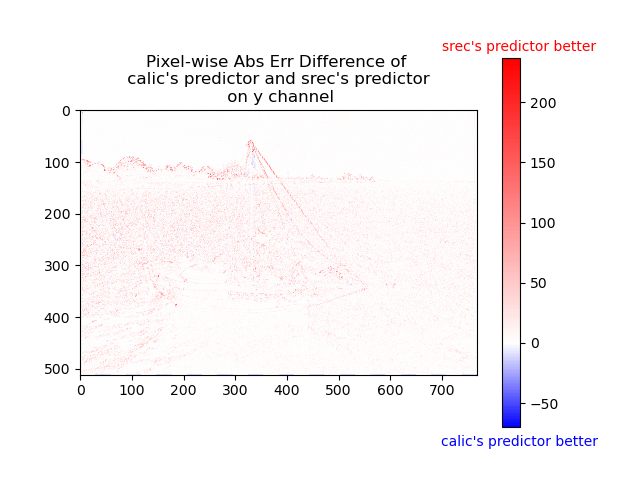 srec's predictor better
Pixel-wise Abs Err Difference of
calic's predictor and srec's predictor
on y channel
0
100
200
300
400
500
0 100 200 300 400 500 600 700
200
150
100
50
0
−50
calic's predictor better